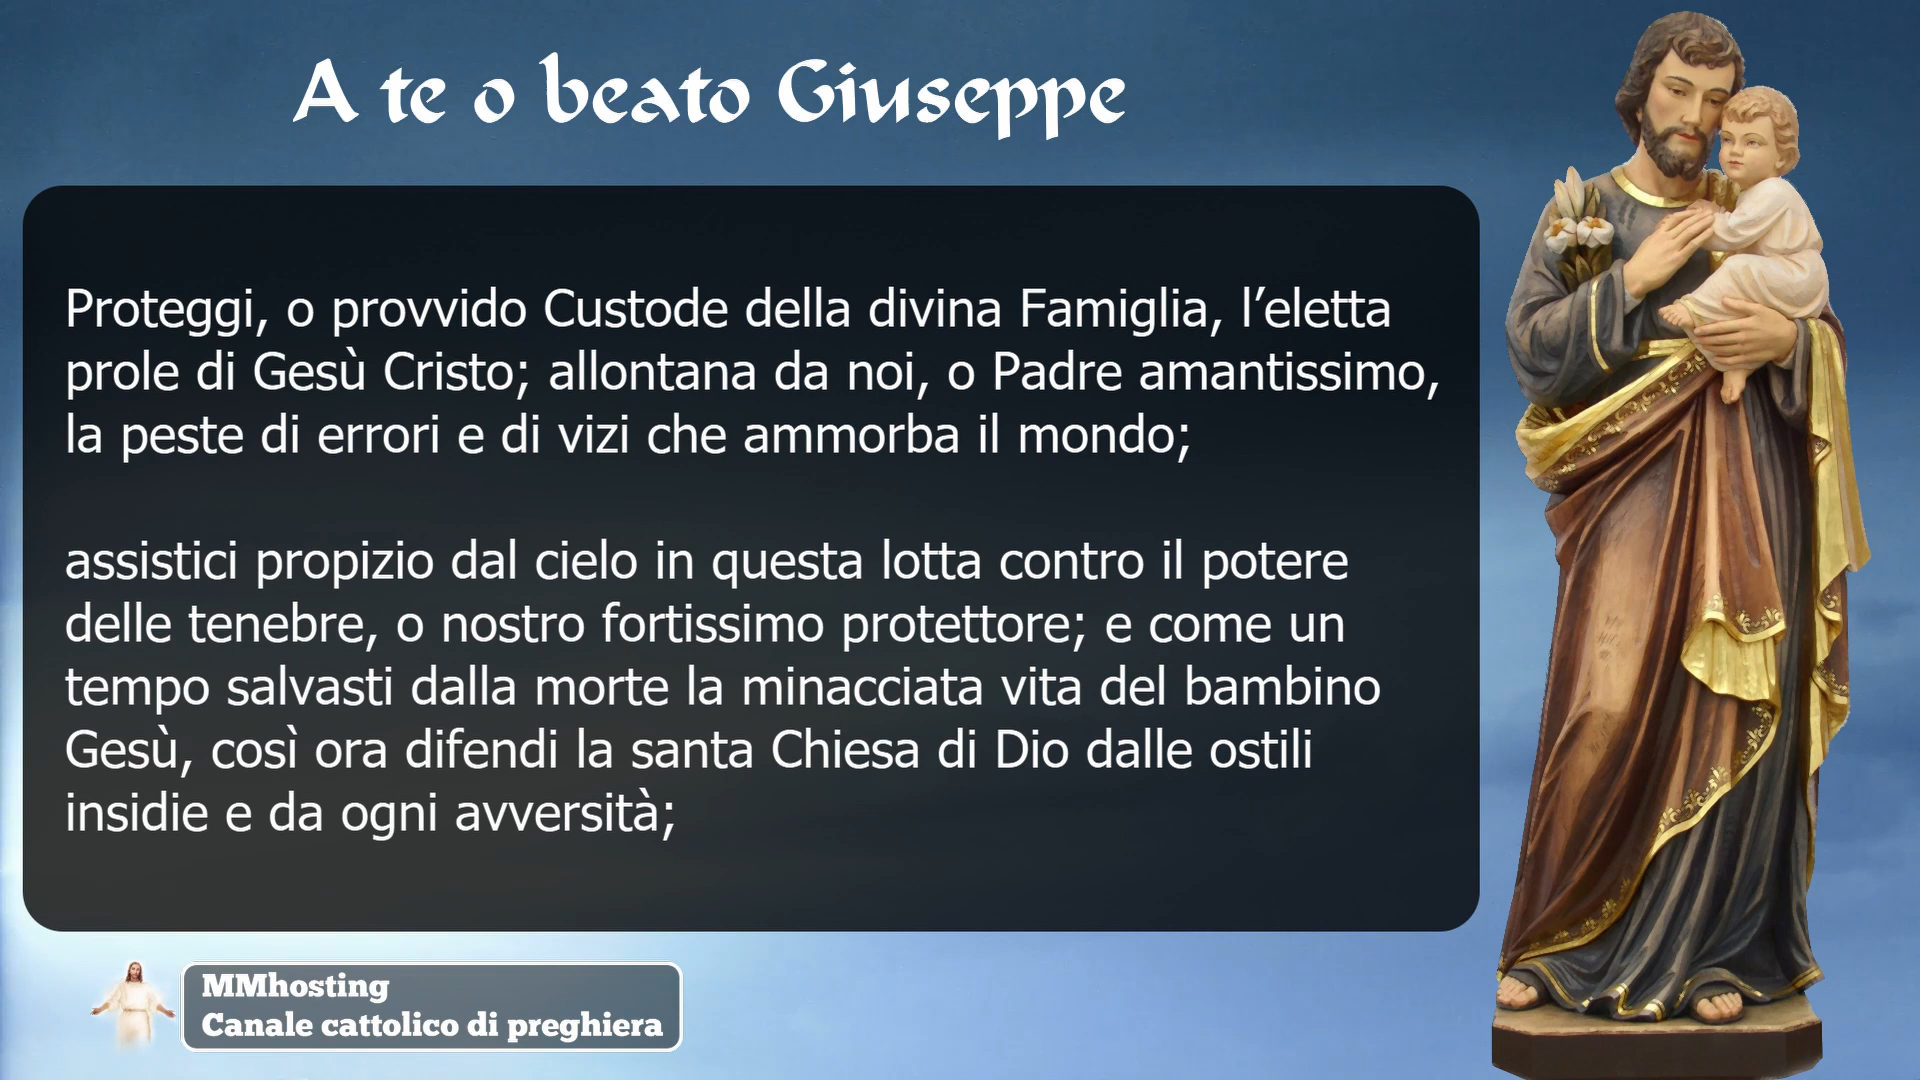 A te o beato Giuseppe
Proteggi, o provvido Custode della divina Famiglia, l’eletta
prole di Gesù Cristo; allontana da noi, o Padre amantissimo,
la peste di errori e di vizi che ammorba il mondo;
assistici propizio dal cielo in questa lotta contro il potere
delle tenebre, o nostro fortissimo protettore; e come un
tempo salvasti dalla morte la minacciata vita del bambino
Gesù, così ora difendi la santa Chiesa di Dio dalle ostili
insidie e da ogni avversità;
MMhosting
Canale cattolico di preghiera